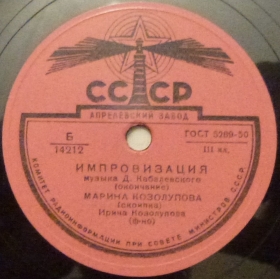 СССР
АПРЕЛЕВСКИЙ ЗАВОД
Б
14212
ГОСТ 5289-50
III кл.
ИМПРОВИЗАЦИЯ
музыка Д. Кабалевского
(окончание)
МАРИНА КОЗОЛУПОВА
(скрипка)
Ирина Козолупова
(ф-но)
КОМИТЕТ РАДИОИНФОРМАЦИИ ПРИ СОВЕТЕ МИНИСТРОВ СССР